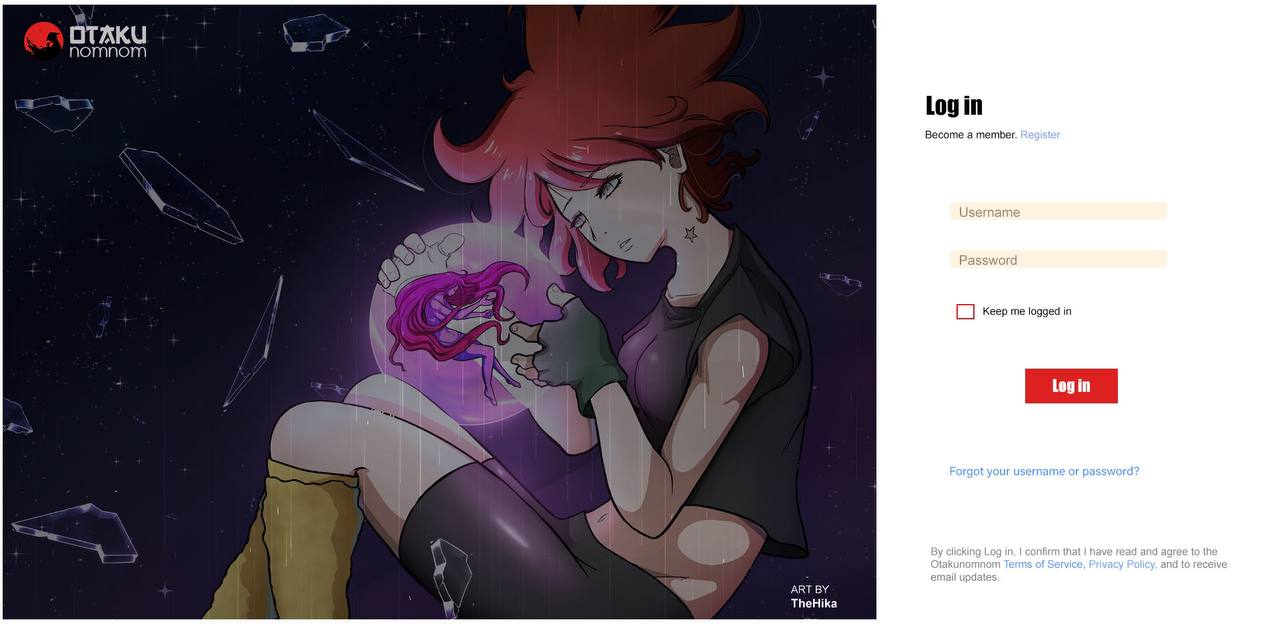 OTAKU
nomnom
ART BY
TheHika
Log in
Become a member. Register
Username
Password
Keep me logged in
Log in
Forgot your username or password?
By clicking Log in, I confirm that I have read and agree to the
Otakunomnom Terms of Service, Privacy Policy, and to receive
email updates.